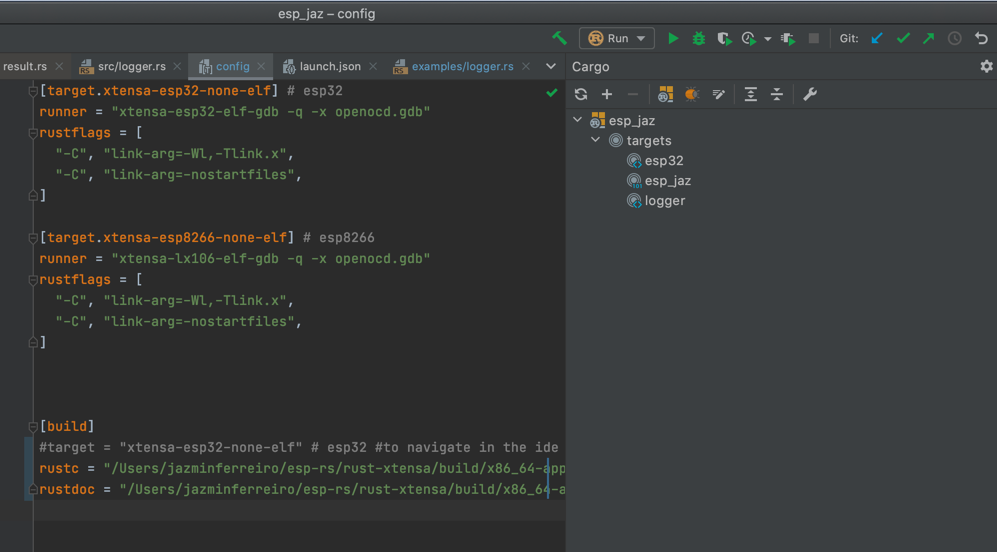 esp_jaz – config
Run
Git:
result.rs
src/logger.rs
config
launch.json
examples/logger.rs
Cargo
[target.xtensa-esp32-none-elf] # esp32
runner = "xtensa-esp32-elf-gdb -q -x openocd.gdb"
rustflags = [
"-C", "link-arg=-Wl,-Tlink.x",
"-C", "link-arg=-nostartfiles",
]
[target.xtensa-esp8266-none-elf] # esp8266
runner = "xtensa-lx106-elf-gdb -q -x openocd.gdb"
rustflags = [
"-C", "link-arg=-Wl,-Tlink.x",
"-C", "link-arg=-nostartfiles",
]
[build]
#target = "xtensa-esp32-none-elf" # esp32 #to navigate in the ide
rustc = "/Users/jazminferreiro/esp-rs/rust-xtensa/build/x86_64-app
rustdoc = "/Users/jazminferreiro/esp-rs/rust-xtensa/build/x86_64-a
esp_jaz
targets
esp32
esp_jaz
logger